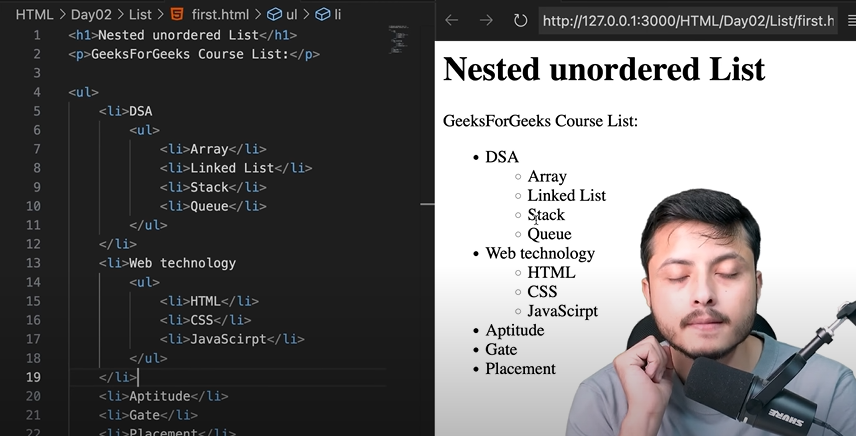 HTML > Day02 > List > first.html > ul > li
1 <h1>Nested unordered List</h1>
2 <p>GeeksForGeeks Course List:</p>
3
4 <ul>
5 <li>DSA
6 <ul>
7 <li>Array</li>
8 <li>Linked List</li>
9 <li>Stack</li>
10 <li>Queue</li>
11 </ul>
12 </li>
13 <li>Web technology
14 <ul>
15 <li>HTML</li>
16 <li>CSS</li>
17 <li>JavaScirpt</li>
18 </ul>
19 </li>
20 <li>Aptitude</li>
21 <li>Gate</li>
22 <li>Placement</li>
http://127.0.0.1:3000/HTML/Day02/List/first.h
Nested unordered List
GeeksForGeeks Course List:
• DSA
◦ Array
◦ Linked List
◦ Stack
◦ Queue
• Web technology
◦ HTML
◦ CSS
◦ JavaScirpt
• Aptitude
• Gate
• Placement
SHURE